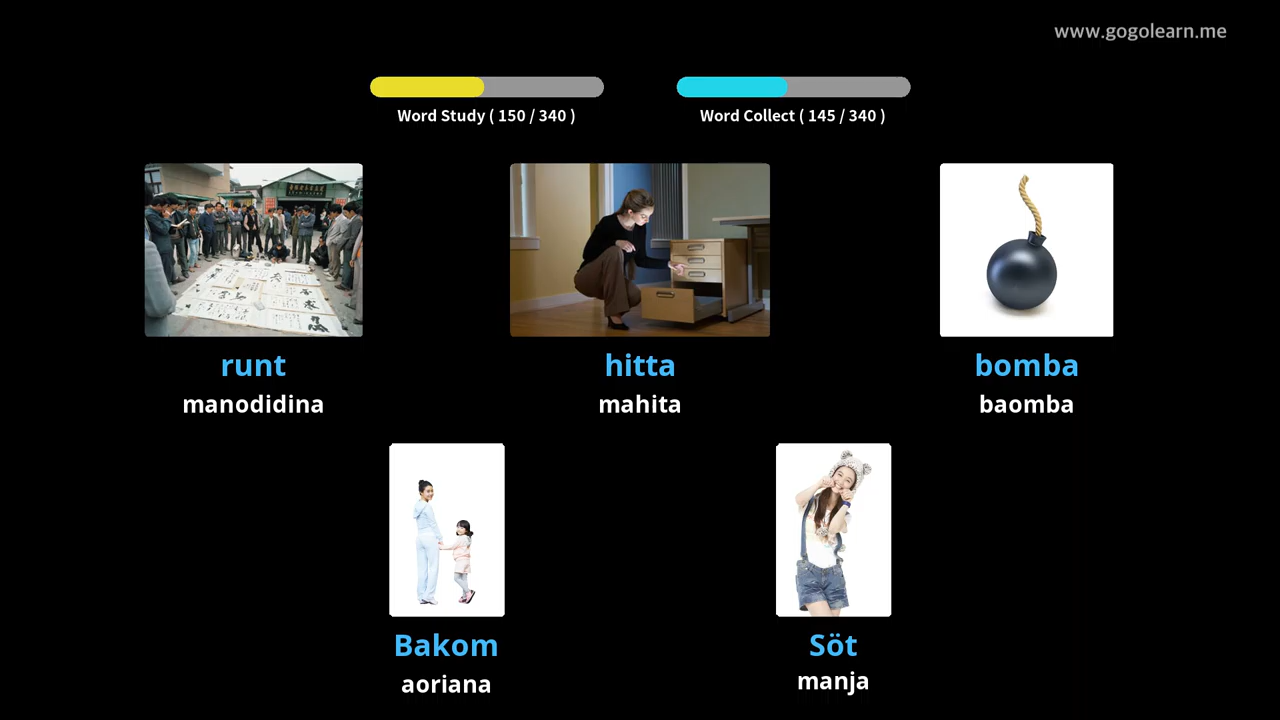 www.gogolearn.me
Word Study ( 150 / 340 )
Word Collect ( 145 / 340 )
runt
hitta
bomba
manodidina
mahita
baomba
Bakom
Söt
aoriana
manja